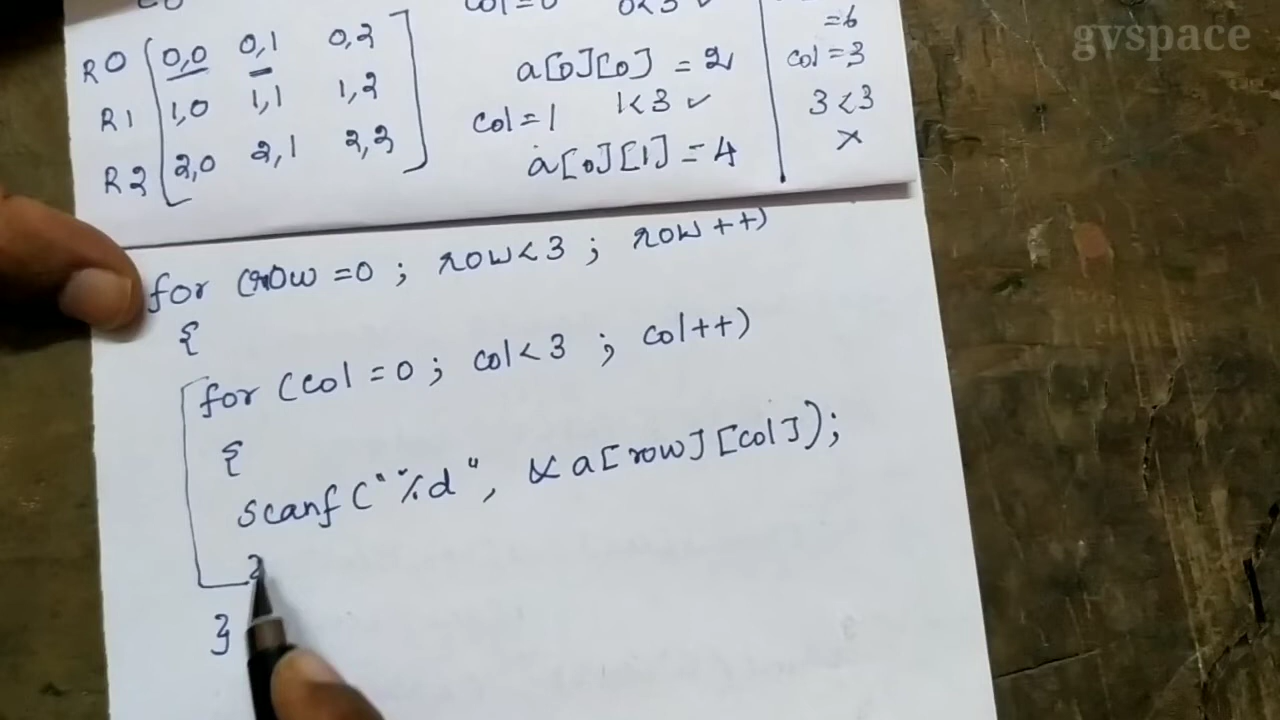 R0 0,0 0,1 0,2
R1 1,0 1,1 1,2
R2 2,0 2,1 2,2
0<3 ✓
a[0][0] = 2
col=1 1<3 ✓
a[0][1] = 4
=6
col=3
3<3
x
gvspace
for (row=0; row<3; row++)
{
for (col=0; col<3; col++)
{
scanf("%d", &a[row][col]);
}
}